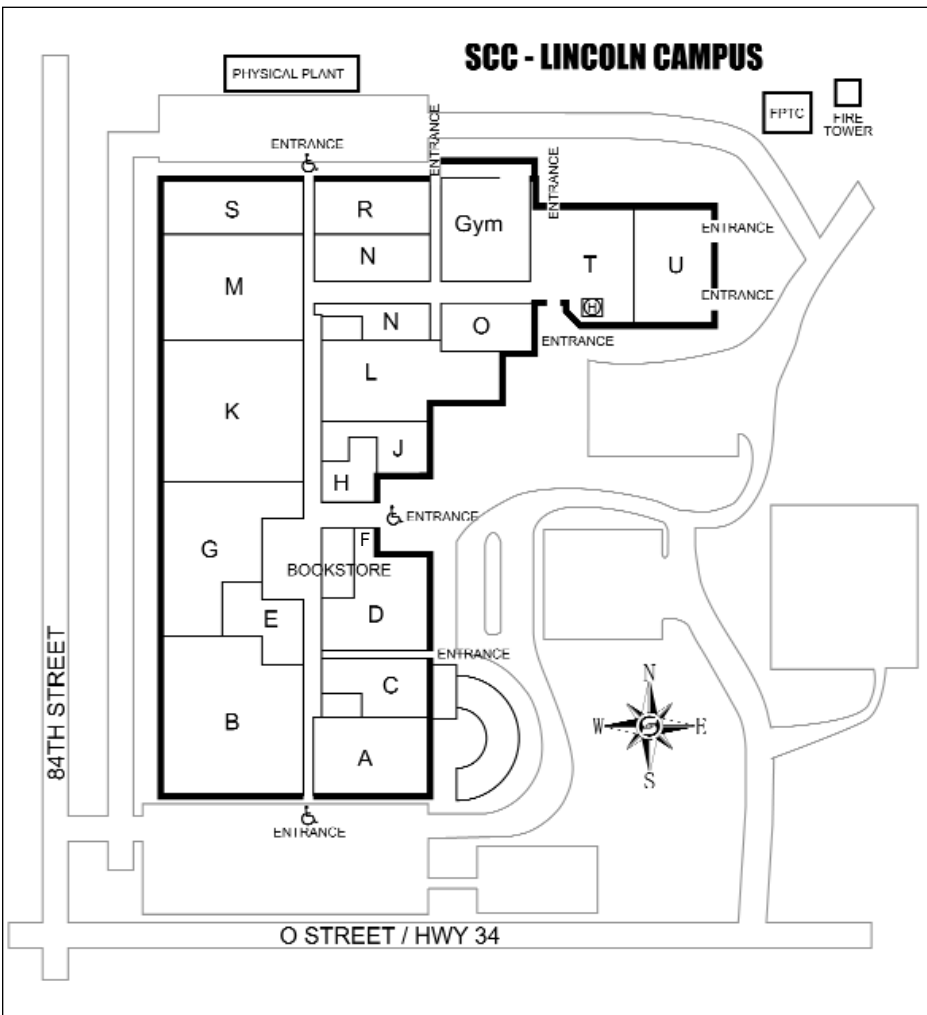 SCC - LINCOLN CAMPUS
PHYSICAL PLANT
FPTC
FIRE
TOWER
ENTRANCE
ENTRANCE
ENTRANCE
S
R
Gym
ENTRANCE
N
T
U
M
ENTRANCE
H
N
O
ENTRANCE
L
K
J
H
ENTRANCE
F
G
BOOKSTORE
E
D
ENTRANCE
C
N
W
E
S
B
A
84TH STREET
ENTRANCE
O STREET / HWY 34